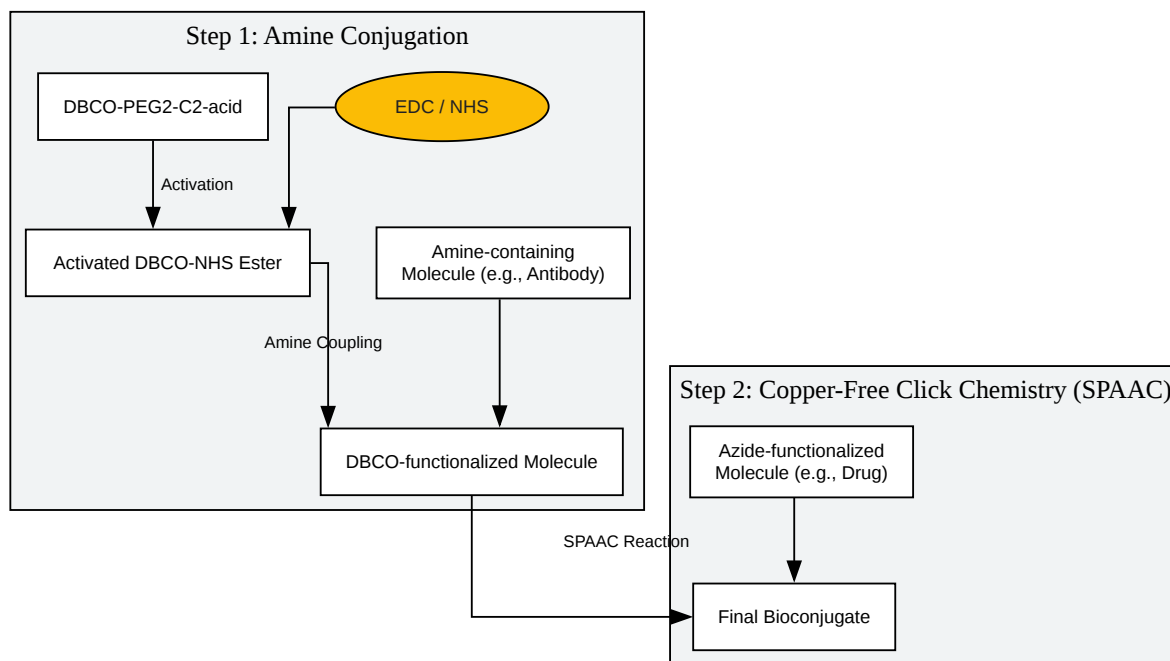 Step 1: Amine Conjugation
DBCO-PEG2-C2-acid
EDC / NHS
Activation
Activated DBCO-NHS Ester
Amine-containing
Molecule (e.g., Antibody)
Amine Coupling
DBCO-functionalized Molecule
Step 2: Copper-Free Click Chemistry (SPAAC)
Azide-functionalized
Molecule (e.g., Drug)
SPAAC Reaction
Final Bioconjugate